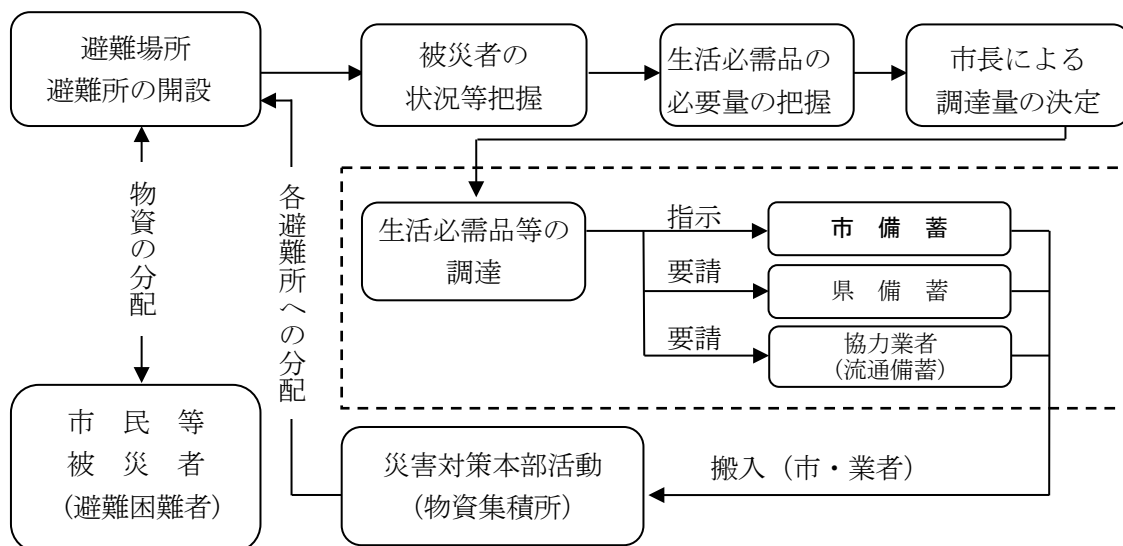 避難場所
避難所の開設
被災者の
状況等把握
生活必需品の
必要量の把握
市長による
調達量の決定
物資の分配
各避難所への分配
生活必需品等の
調達
指示
市　備　蓄
要請
県　備　蓄
要請
協力業者
（流通備蓄）
市　民　等
被　災　者
（避難困難者）
災害対策本部活動
（物資集積所）
搬入（市・業者）